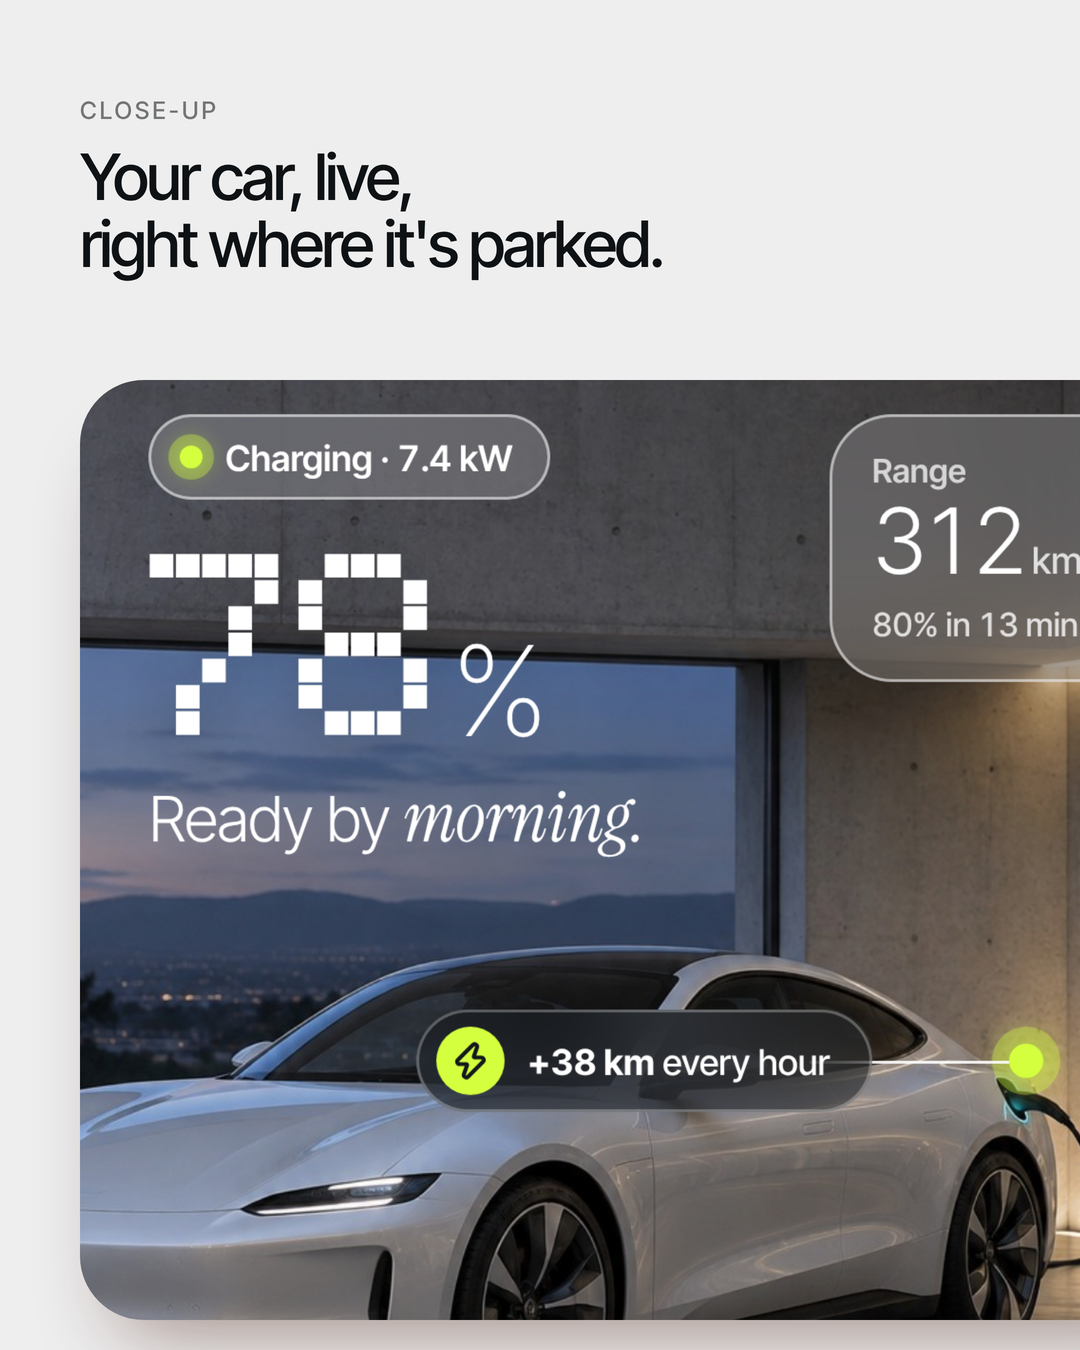 CLOSE-UP
Your car, live,
right where it's parked.
Charging · 7.4 kW
78%
Ready by morning.
Range
312 km
80% in 13 min
+38 km every hour